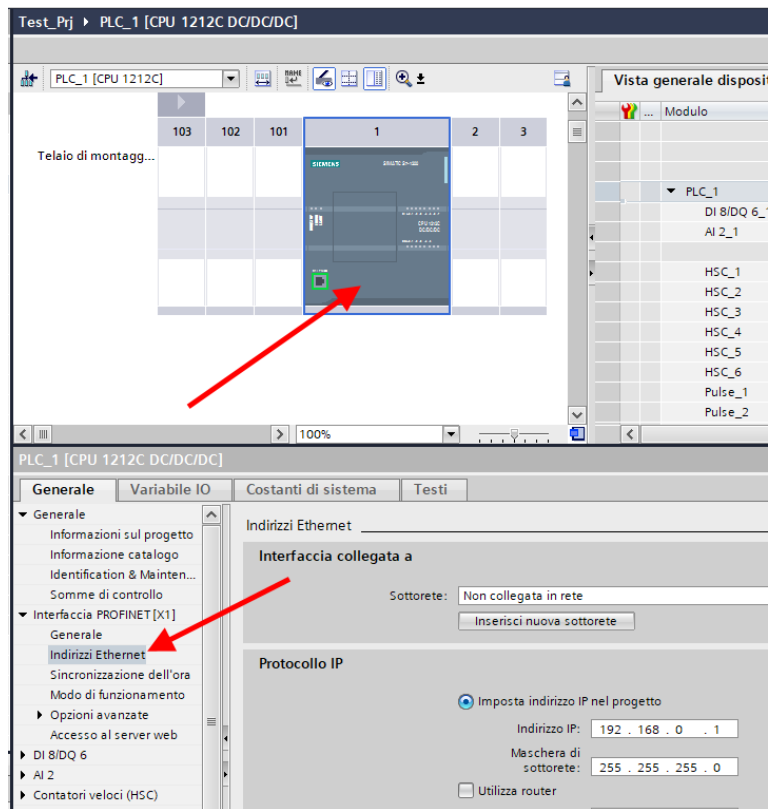 Test_Prj ▸ PLC_1 [CPU 1212C DC/DC/DC]
PLC_1 [CPU 1212C]
Vista generale disposit
... Modulo
103 102 101 1 2 3
Telaio di montagg...
SIEMENS
PLC_1
DI 8/DQ 6_1
AI 2_1
HSC_1
HSC_2
HSC_3
HSC_4
HSC_5
HSC_6
Pulse_1
Pulse_2
100%
PLC_1 [CPU 1212C DC/DC/DC]
Generale Variabile IO Costanti di sistema Testi
Generale
Informazioni sul progetto
Informazione catalogo
Identification & Mainten...
Somme di controllo
Interfaccia PROFINET [X1]
Generale
Indirizzi Ethernet
Sincronizzazione dell'ora
Modo di funzionamento
Opzioni avanzate
Accesso al server web
DI 8/DQ 6
AI 2
Contatori veloci (HSC)
Indirizzi Ethernet
Interfaccia collegata a
Sottorete: Non collegata in rete
Inserisci nuova sottorete
Protocollo IP
Imposta indirizzo IP nel progetto
Indirizzo IP: 192 . 168 . 0 . 1
Maschera di
sottorete: 255 . 255 . 255 . 0
Utilizza router